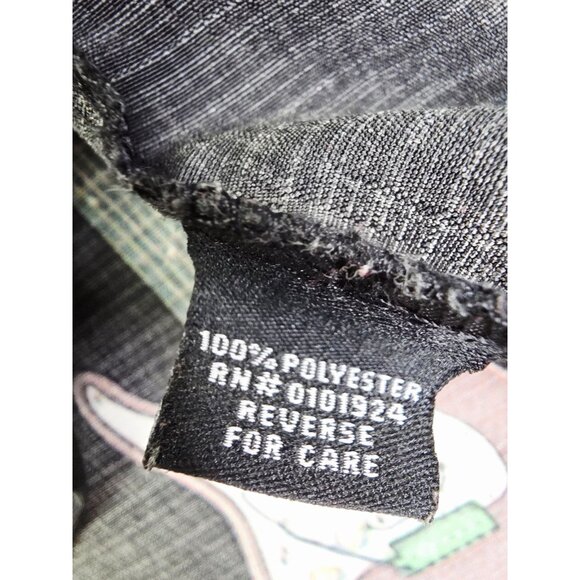 100% POLYESTER
RN# 0101924
REVERSE
FOR CARE